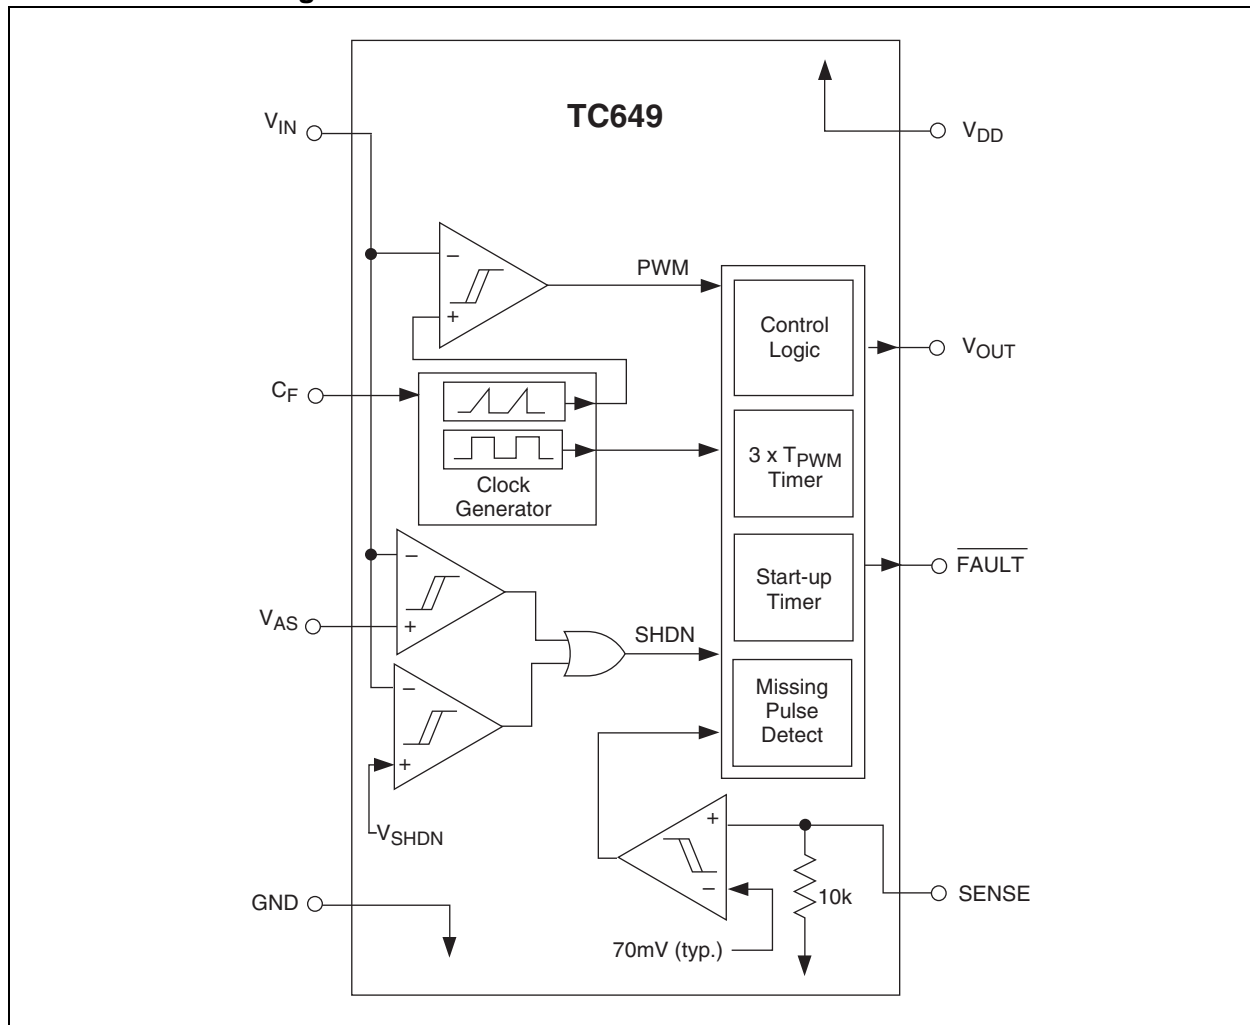 g
TC649
V_IN
V_DD
−
PWM
+
Control
Logic
V_OUT
C_F
3 x T_PWM
Timer
Clock
Generator
−
FAULT
Start-up
Timer
V_AS
+
SHDN
−
Missing
Pulse
Detect
+
V_SHDN
+
−
10k
GND
SENSE
70mV (typ.)